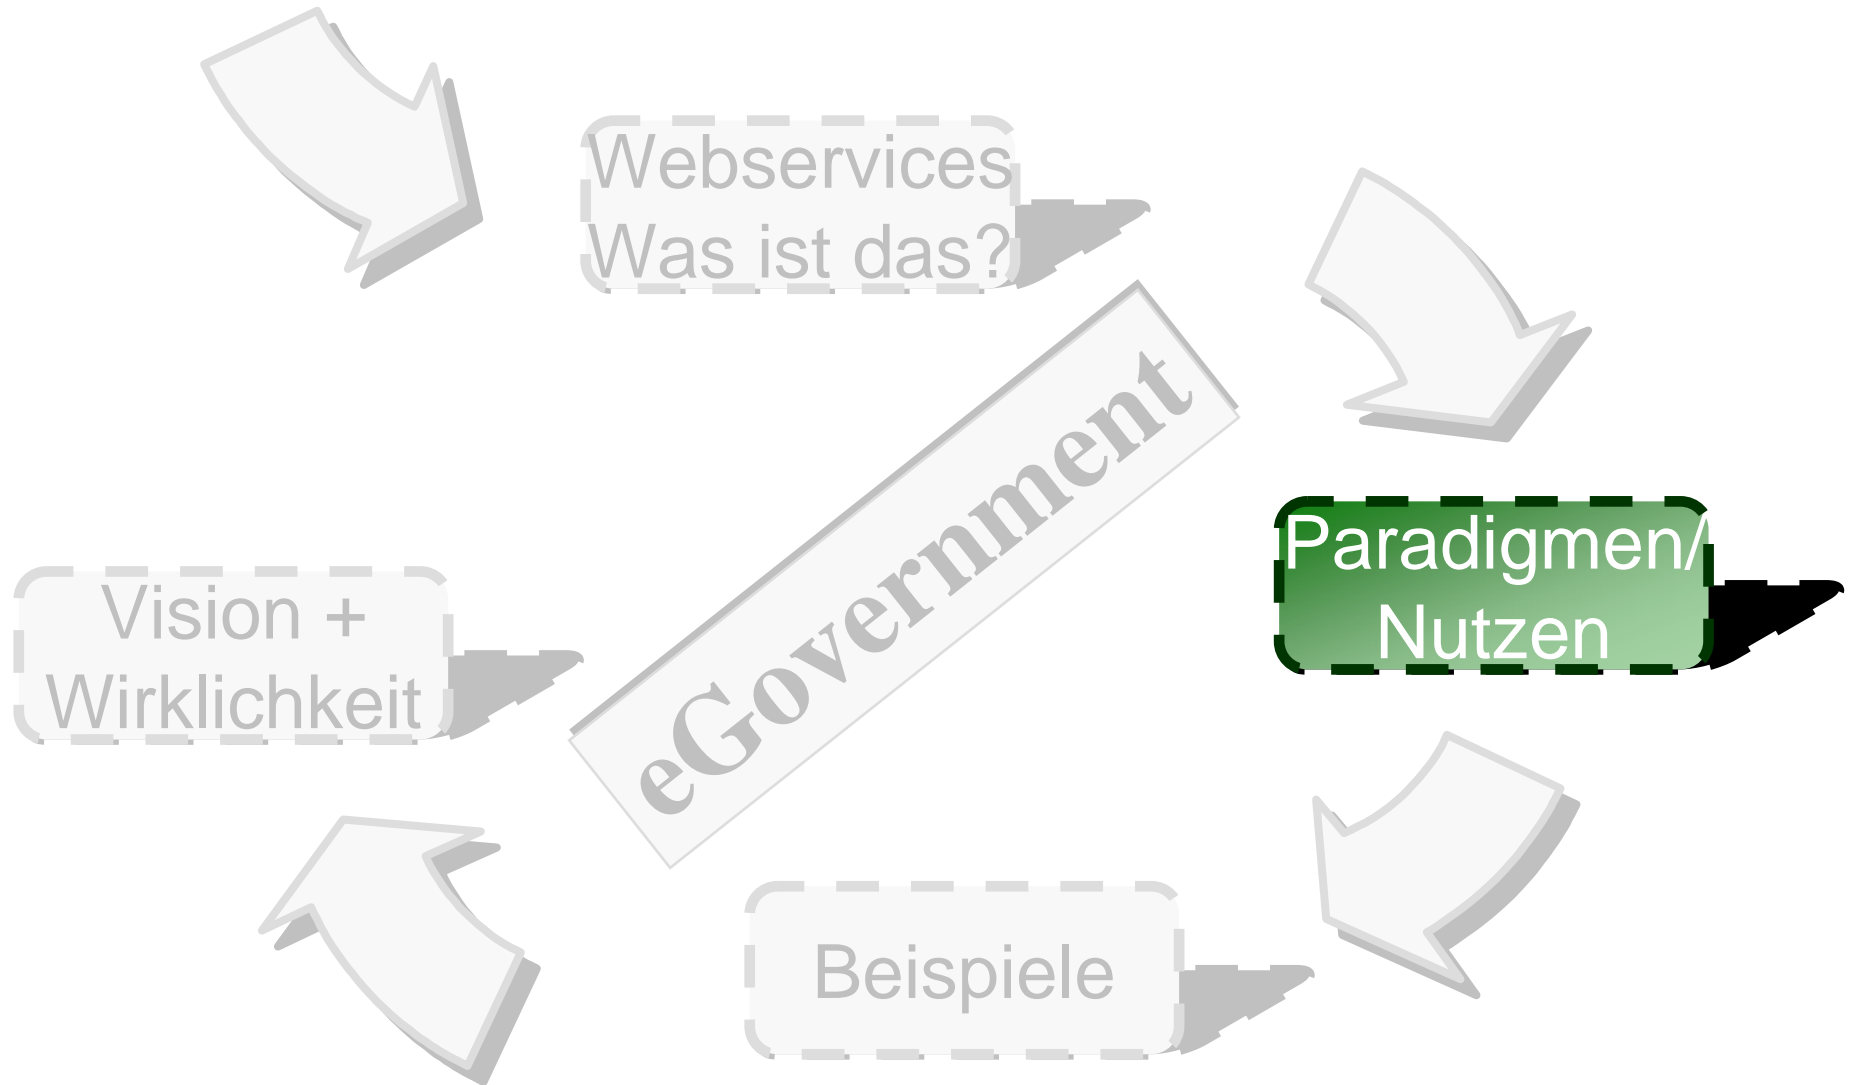 Webservices
Was ist das?
eGovernment
Paradigmen/
Nutzen
Vision +
Wirklichkeit
Beispiele